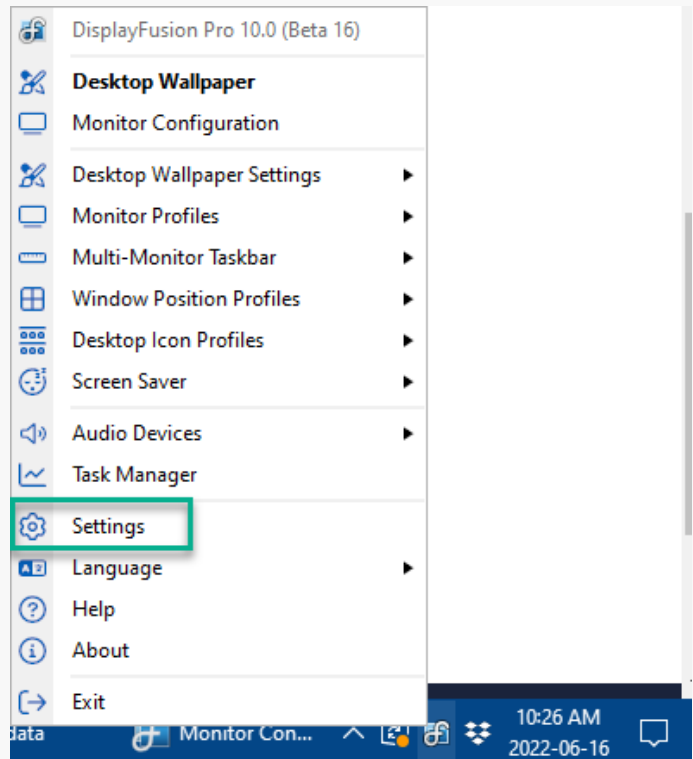 DisplayFusion Pro 10.0 (Beta 16)
Desktop Wallpaper
Monitor Configuration
Desktop Wallpaper Settings
Monitor Profiles
Multi-Monitor Taskbar
Window Position Profiles
Desktop Icon Profiles
Screen Saver
Audio Devices
Task Manager
Settings
Language
Help
About
Exit
data
Monitor Con...
10:26 AM
2022-06-16